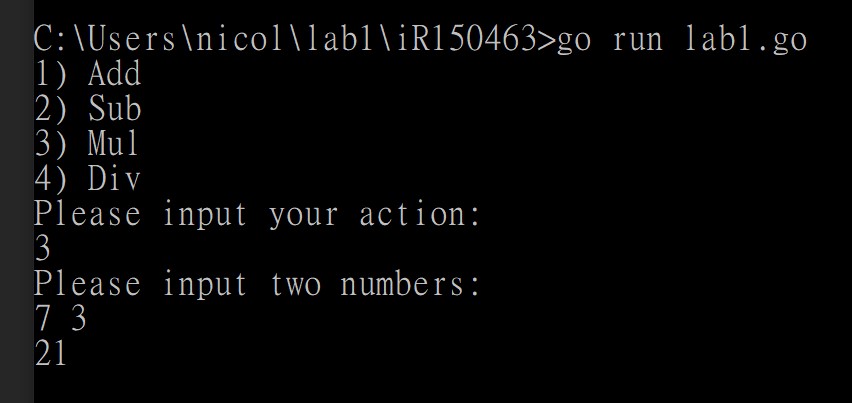 C:\Users\nicol\lab1\iR150463>go run lab1.go
1) Add
2) Sub
3) Mul
4) Div
Please input your action:
3
Please input two numbers:
7 3
21